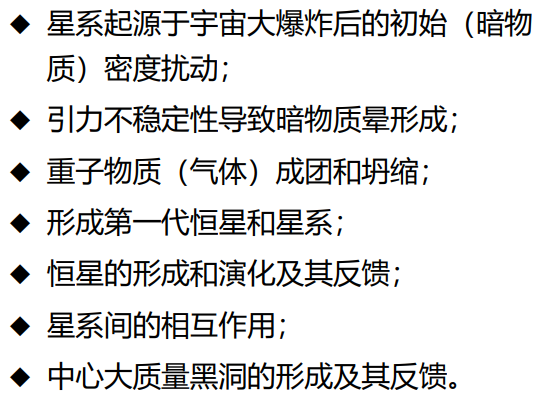 ◆ 星系起源于宇宙大爆炸后的初始（暗物
质）密度扰动；
◆ 引力不稳定性导致暗物质晕形成；
◆ 重子物质（气体）成团和坍缩；
◆ 形成第一代恒星和星系；
◆ 恒星的形成和演化及其反馈；
◆ 星系间的相互作用；
◆ 中心大质量黑洞的形成及其反馈。